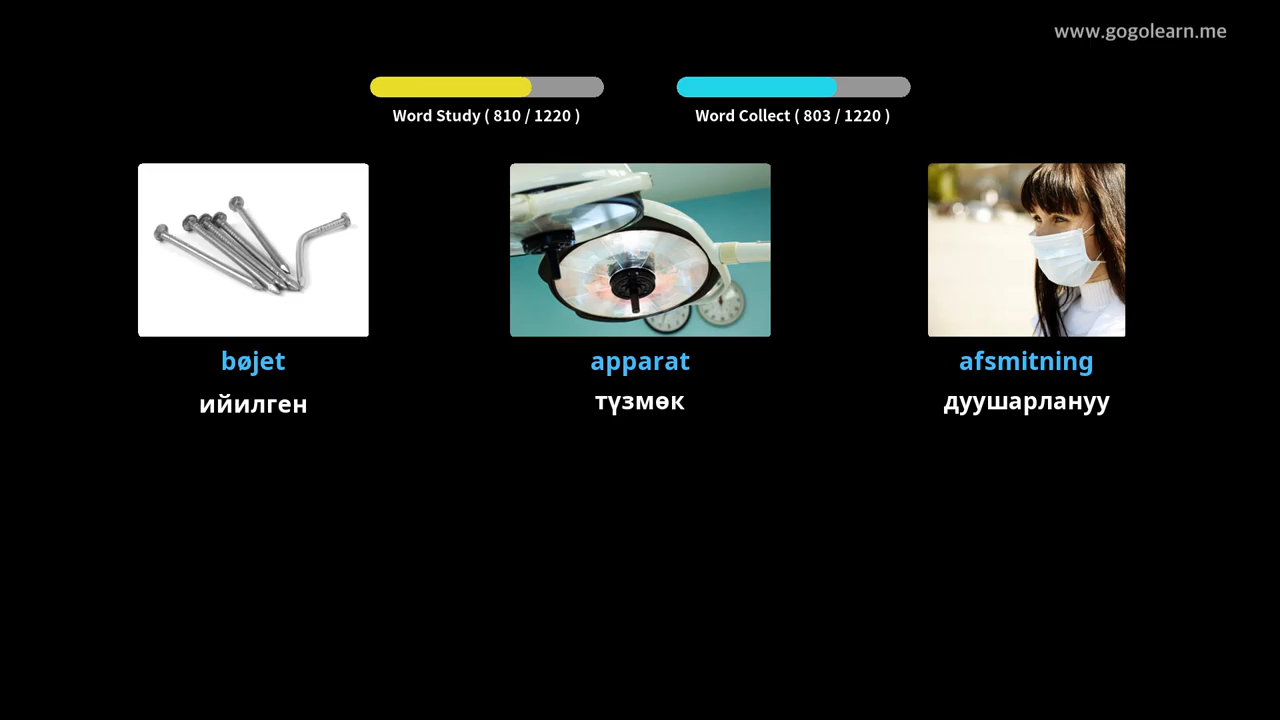 www.gogolearn.me
Word Study ( 810 / 1220 )
Word Collect ( 803 / 1220 )
bøjet
apparat
afsmitning
ийилген
түзмөк
дуушарлануу